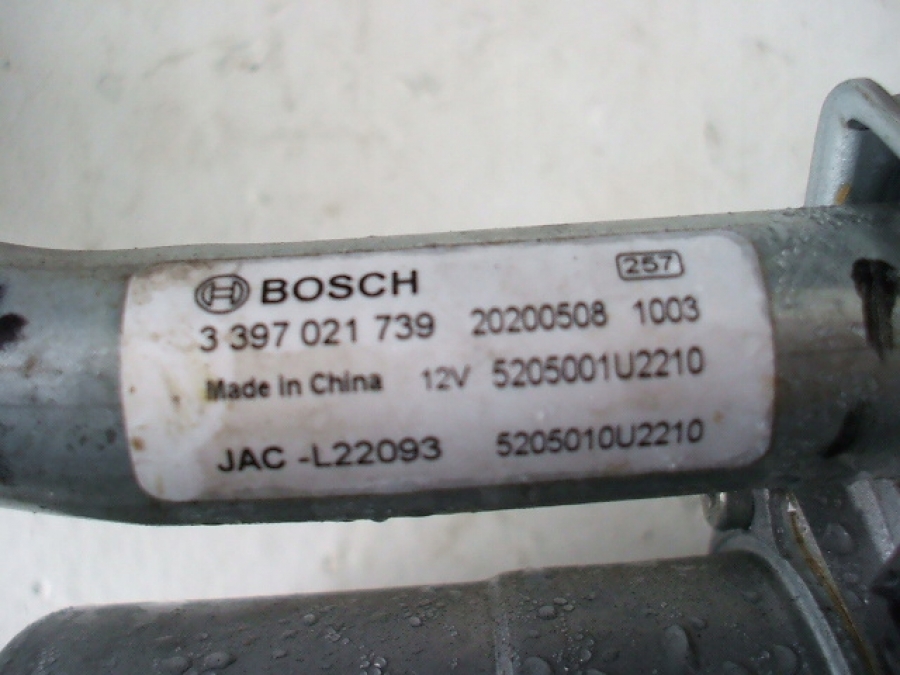 BOSCH 257
3 397 021 739 20200508 1003
Made in China 12V 5205001U2210
JAC -L22093 5205010U2210